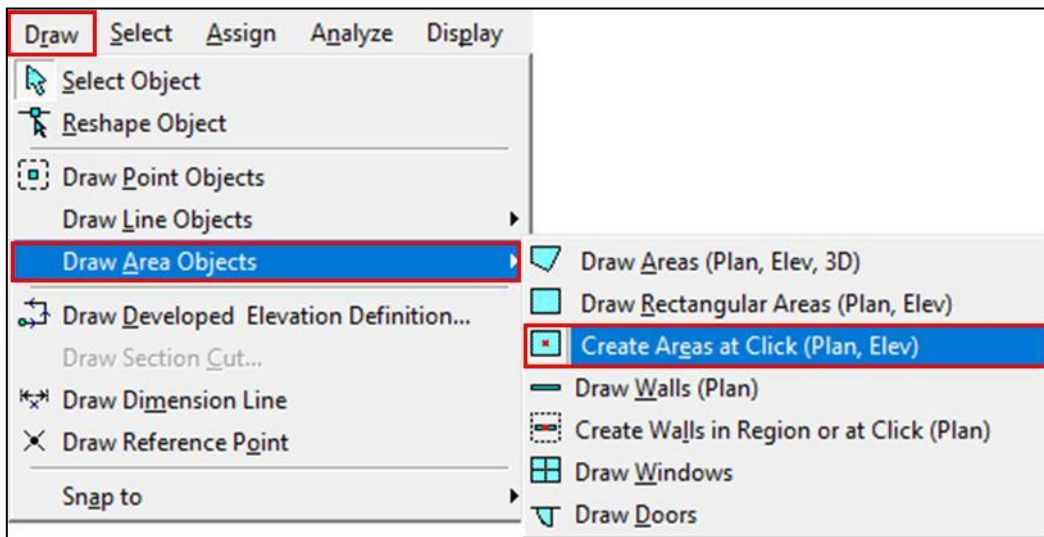 Draw Select Assign Analyze Display
Select Object
Reshape Object
Draw Point Objects
Draw Line Objects
Draw Area Objects
Draw Developed Elevation Definition...
Draw Section Cut...
Draw Dimension Line
Draw Reference Point
Snap to
Draw Areas (Plan, Elev, 3D)
Draw Rectangular Areas (Plan, Elev)
Create Areas at Click (Plan, Elev)
Draw Walls (Plan)
Create Walls in Region or at Click (Plan)
Draw Windows
Draw Doors